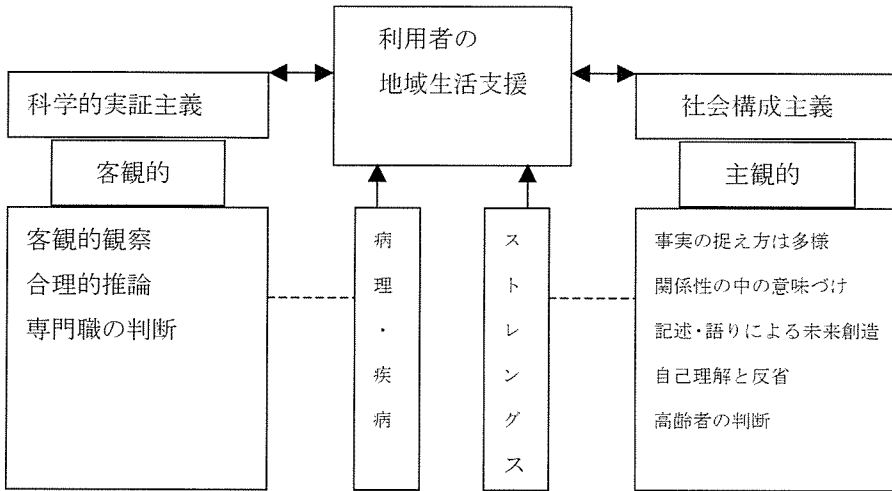 利用者の
地域生活支援
科学的実証主義
社会構成主義
客観的
主観的
客観的観察
合理的推論
専門職の判断
病理・疾病
ストレングス
事実の捉え方は多様
関係性の中の意味づけ
記述・語りによる未来創造
自己理解と反省
高齢者の判断